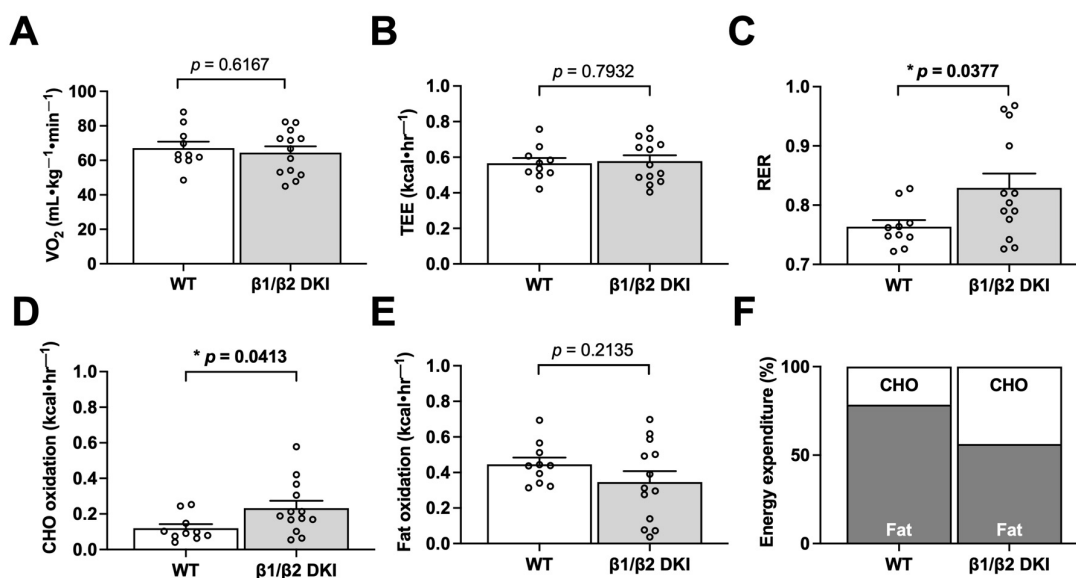 A
p = 0.6167
VO₂ (mL•kg⁻¹•min⁻¹)
100
80
60
40
20
0
WT
β1/β2 DKI
B
p = 0.7932
TEE (kcal•hr⁻¹)
1.0
0.8
0.6
0.4
0.2
0.0
WT
β1/β2 DKI
C
* p = 0.0377
RER
1.0
0.9
0.8
0.7
WT
β1/β2 DKI
D
* p = 0.0413
CHO oxidation (kcal•hr⁻¹)
1.0
0.8
0.6
0.4
0.2
0.0
WT
β1/β2 DKI
E
p = 0.2135
Fat oxidation (kcal•hr⁻¹)
1.0
0.8
0.6
0.4
0.2
0.0
WT
β1/β2 DKI
F
Energy expenditure (%)
100
50
0
CHO
CHO
Fat
Fat
WT
β1/β2 DKI